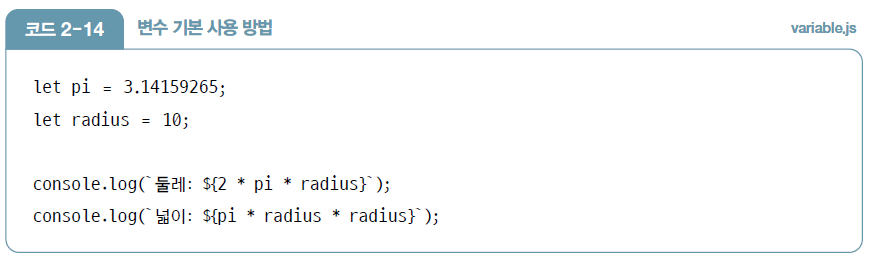 코드 2-14 변수 기본 사용 방법 variable.js
let pi = 3.14159265;
let radius = 10;
console.log(`둘레: ${2 * pi * radius}`);
console.log(`넓이: ${pi * radius * radius}`);